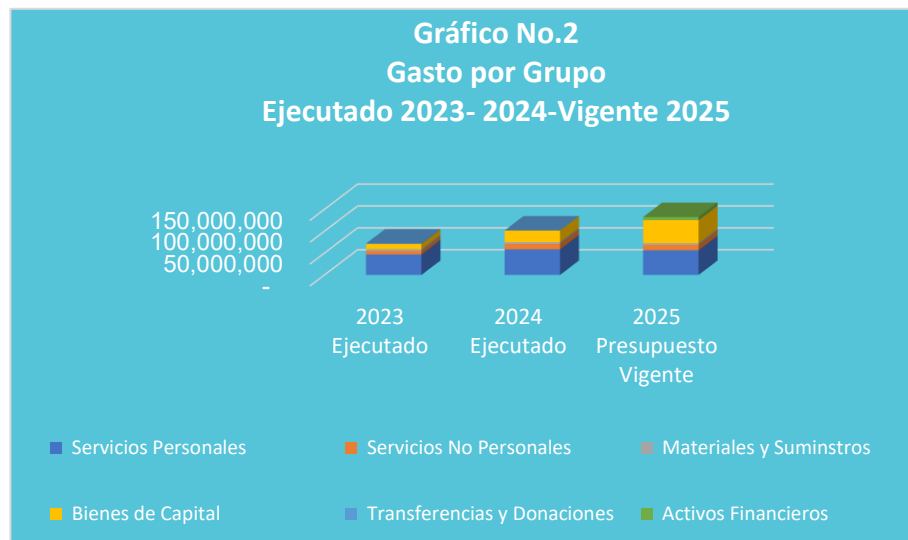 Gráfico No.2
Gasto por Grupo
Ejecutado 2023- 2024-Vigente 2025
150,000,000
100,000,000
50,000,000
-
2023
Ejecutado
2024
Ejecutado
2025
Presupuesto
Vigente
Servicios Personales
Servicios No Personales
Materiales y Suminstros
Bienes de Capital
Transferencias y Donaciones
Activos Financieros